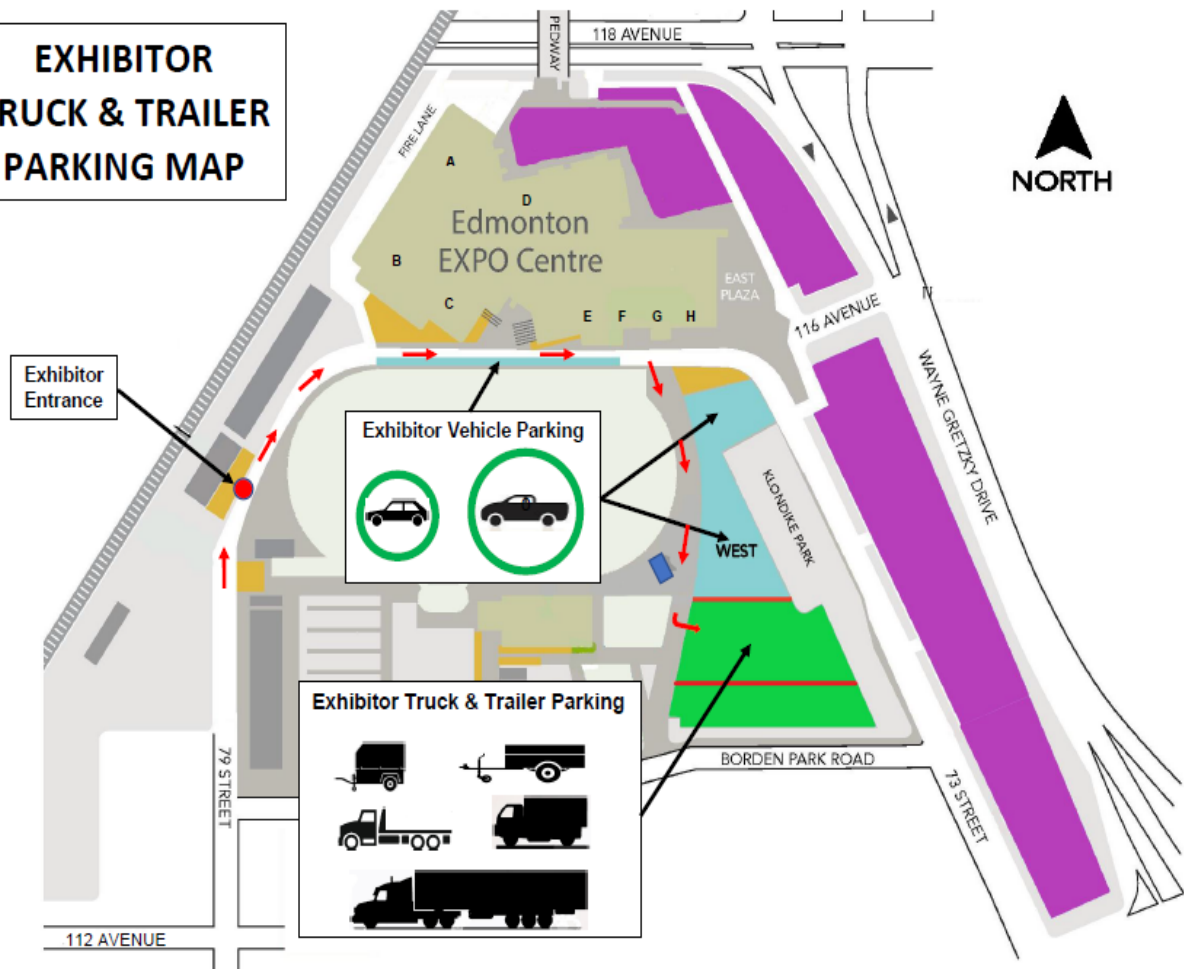 EXHIBITOR
RUCK & TRAILER
PARKING MAP
PEDWAY
118 AVENUE
NORTH
FIRE LANE
A
D
Edmonton
EXPO Centre
B
C
E F G H
EAST
PLAZA
116 AVENUE
WAYNE GRETZKY DRIVE
Exhibitor
Entrance
Exhibitor Vehicle Parking
KLONDIKE PARK
WEST
Exhibitor Truck & Trailer Parking
79 STREET
BORDEN PARK ROAD
73 STREET
112 AVENUE